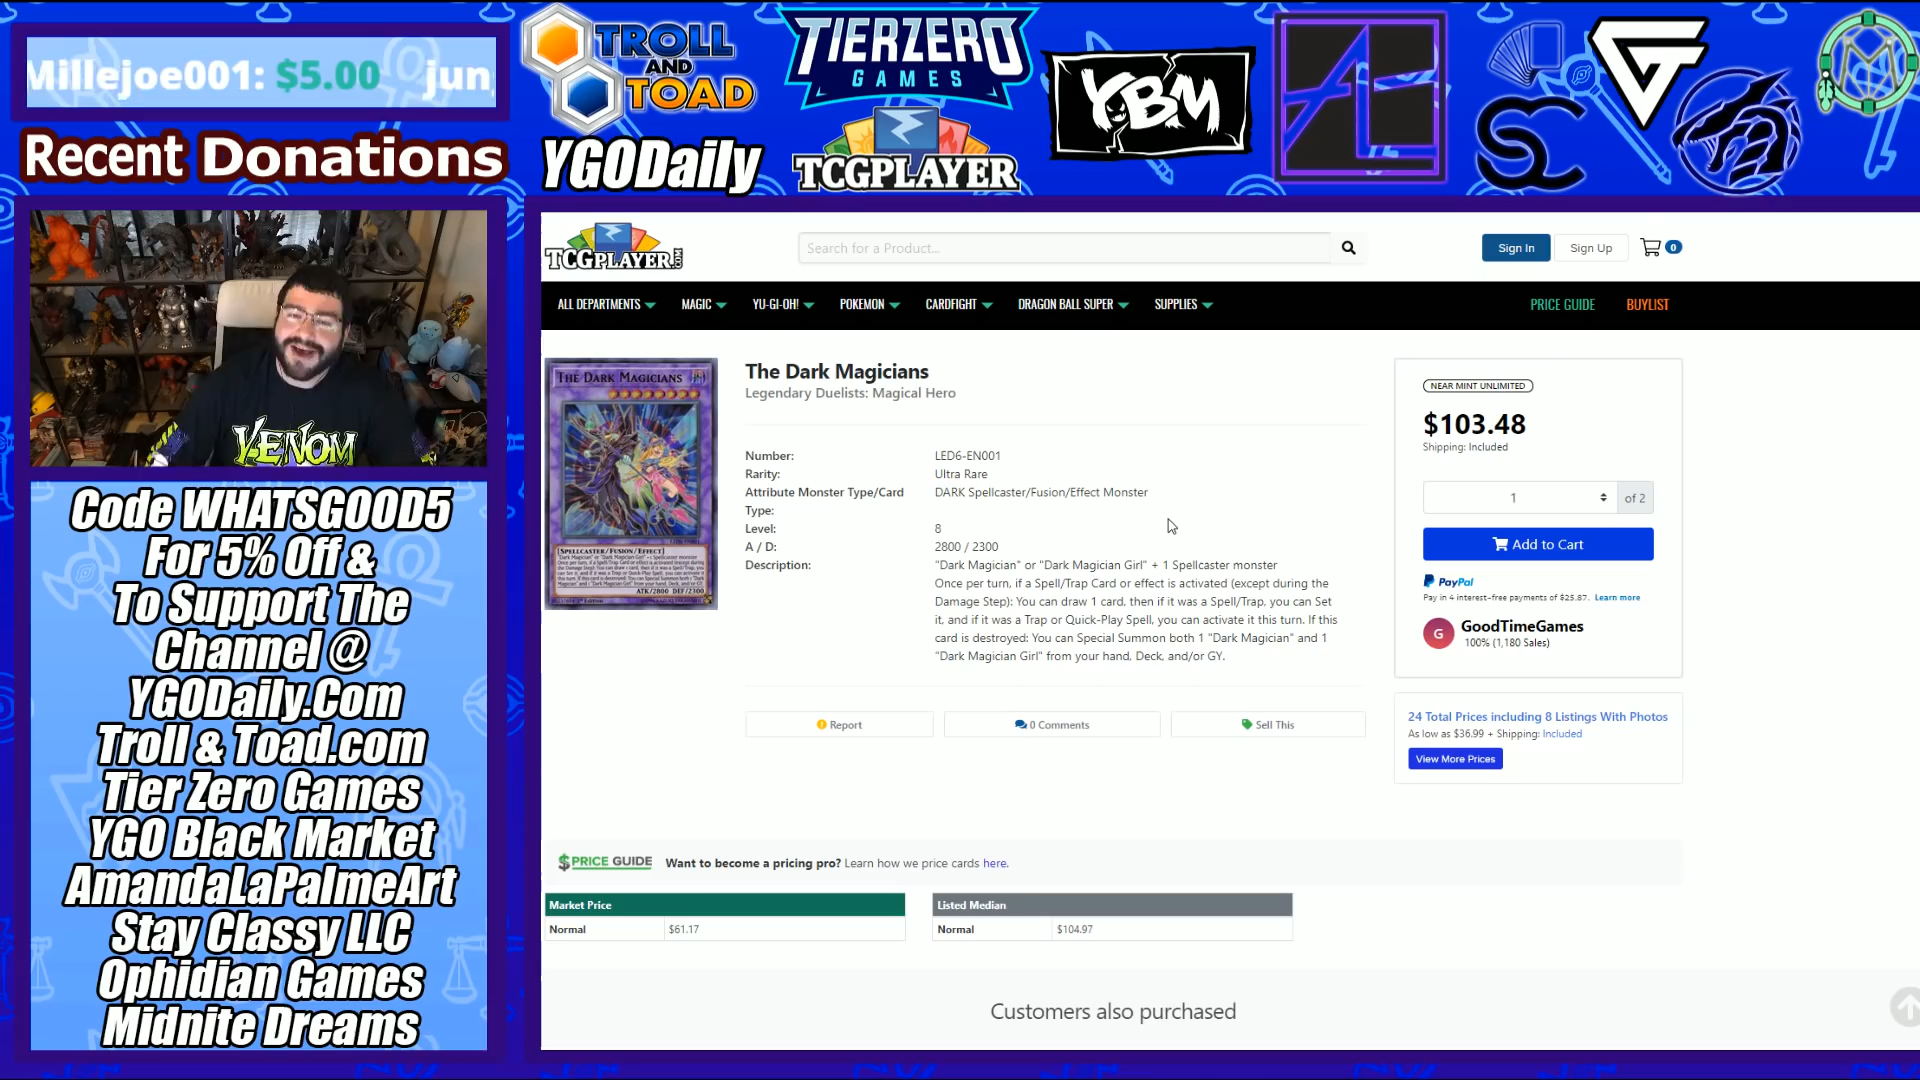 Millejoe001: $5.00 jun
Recent Donations
TROLL AND TOAD
YGODaily
TIERZERO
GAMES
TCGPLAYER
YBM
SC
Code WHATSGOOD5
For 5% Off &
To Support The
Channel @
YGODaily.Com
Troll & Toad.com
Tier Zero Games
YGO Black Market
AmandaLaPalmeArt
Stay Classy LLC
Ophidian Games
Midnite Dreams
VENOM
TCGPLAYER.COM
Search for a Product...
Sign In
Sign Up
0
ALL DEPARTMENTS
MAGIC
YU-GI-OH!
POKEMON
CARDFIGHT
DRAGON BALL SUPER
SUPPLIES
PRICE GUIDE
BUYLIST
THE DARK MAGICIANS
[SPELLCASTER/FUSION/EFFECT]
ATK/2800 DEF/2300
The Dark Magicians
Legendary Duelists: Magical Hero
Number: LED6-EN001
Rarity: Ultra Rare
Attribute Monster Type/Card DARK Spellcaster/Fusion/Effect Monster
Type:
Level: 8
A / D: 2800 / 2300
Description: "Dark Magician" or "Dark Magician Girl" + 1 Spellcaster monster
Once per turn, if a Spell/Trap Card or effect is activated (except during the
Damage Step): You can draw 1 card, then if it was a Spell/Trap, you can Set
it, and if it was a Trap or Quick-Play Spell, you can activate it this turn. If this
card is destroyed: You can Special Summon both 1 "Dark Magician" and 1
"Dark Magician Girl" from your hand, Deck, and/or GY.
Report
0 Comments
Sell This
NEAR MINT UNLIMITED
$103.48
Shipping: Included
1 of 2
Add to Cart
PayPal
Pay in 4 interest-free payments of $25.87. Learn more
G
GoodTimeGames
100% (1,180 Sales)
24 Total Prices including 8 Listings With Photos
As low as $36.99 + Shipping: Included
View More Prices
$PRICE GUIDE Want to become a pricing pro? Learn how we price cards here.
Market Price
Normal $61.17
Listed Median
Normal $104.97
Customers also purchased